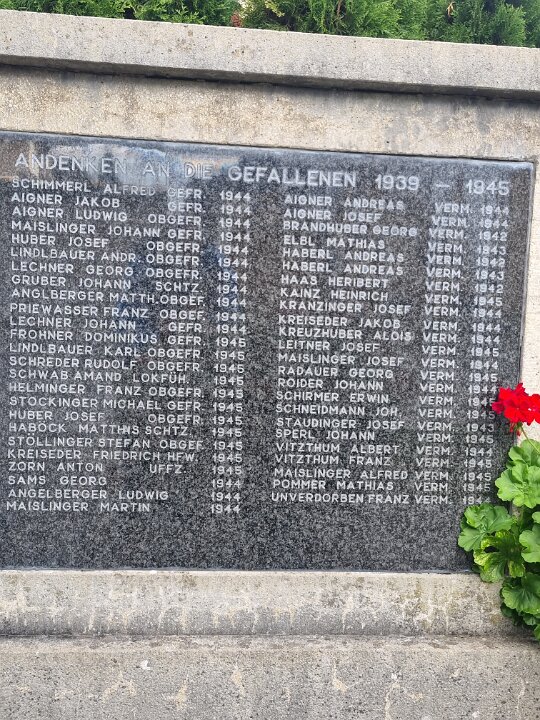 ANDENKEN AN DIE GEFALLENEN 1939 – 1945
SCHIMMERL ALFRED GEFR. 1944
AIGNER JAKOB GEFR. 1944
AIGNER LUDWIG OBGEFR. 1944
MAISLINGER JOHANN GEFR. 1944
HUBER JOSEF OBGEFR. 1944
LINDLBAUER ANDR. OBGEFR. 1944
LECHNER GEORG OBGEFR. 1944
GRUBER JOHANN SCHTZ. 1944
ANGLBERGER MATTH. OBGEF. 1944
PRIEWASSER FRANZ OBGEF. 1944
LECHNER JOHANN GEFR. 1944
FROHNER DOMINIKUS GEFR. 1945
LINDLBAUER KARL OBGEFR. 1945
SCHREIER RUDOLF OBGEFR. 1945
SCHWAB AMAND LOKFÜH. 1945
HELMINGER FRANZ OBGEFR. 1945
STOCKINGER MICHAEL GEFR. 1945
HUBER JOSEF GEFR. 1945
HABÖCK MATTHS SCHTZ. 1945
STÖLLINGER STEFAN OBGEF. 1945
KREISEDER FRIEDRICH HFW. 1945
ZORN ANTON UFFZ 1945
SAMS GEORG 1944
ANGELBERGER LUDWIG 1944
MAISLINGER MARTIN 1944
AIGNER ANDREAS VERM. 1944
AIGNER JOSEF VERM. 1944
BRANDHUBER GEORG VERM. 1942
ELBL MATHIAS VERM. 1943
HABERL ANDREAS VERM. 1942
HABERL ANDREAS VERM. 1943
HAAS HERIBERT VERM. 1942
KAINZ HEINRICH VERM. 1945
KRANZINGER JOSEF VERM. 1944
KREISEDER JAKOB VERM. 1944
KREUZHUBER ALOIS VERM. 1944
LEITNER JOSEF VERM. 1945
MAISLINGER JOSEF VERM. 1944
RADAUER GEORG VERM. 1944
ROIDER JOHANN VERM. 1944
SCHIRMER ERWIN VERM. 1944
SCHNEIDMANN JOH. VERM.
STAUDINGER JOSEF VERM. 1944
SPERL JOHANN VERM. 1943
VITZTHUM ALBERT VERM. 1944
VITZTHUM FRANZ VERM. 1945
MAISLINGER ALFRED VERM. 1944
POMMER MATHIAS VERM. 1945
UNVERDORBEN FRANZ VERM. 1944